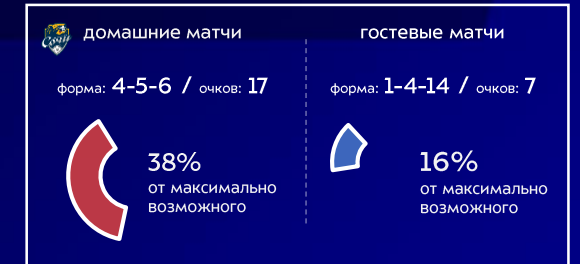 домашние матчи
форма: 4-5-6 / очков: 17
38%
от максимально
возможного
гостевые матчи
форма: 1-4-14 / очков: 7
16%
от максимально
возможного